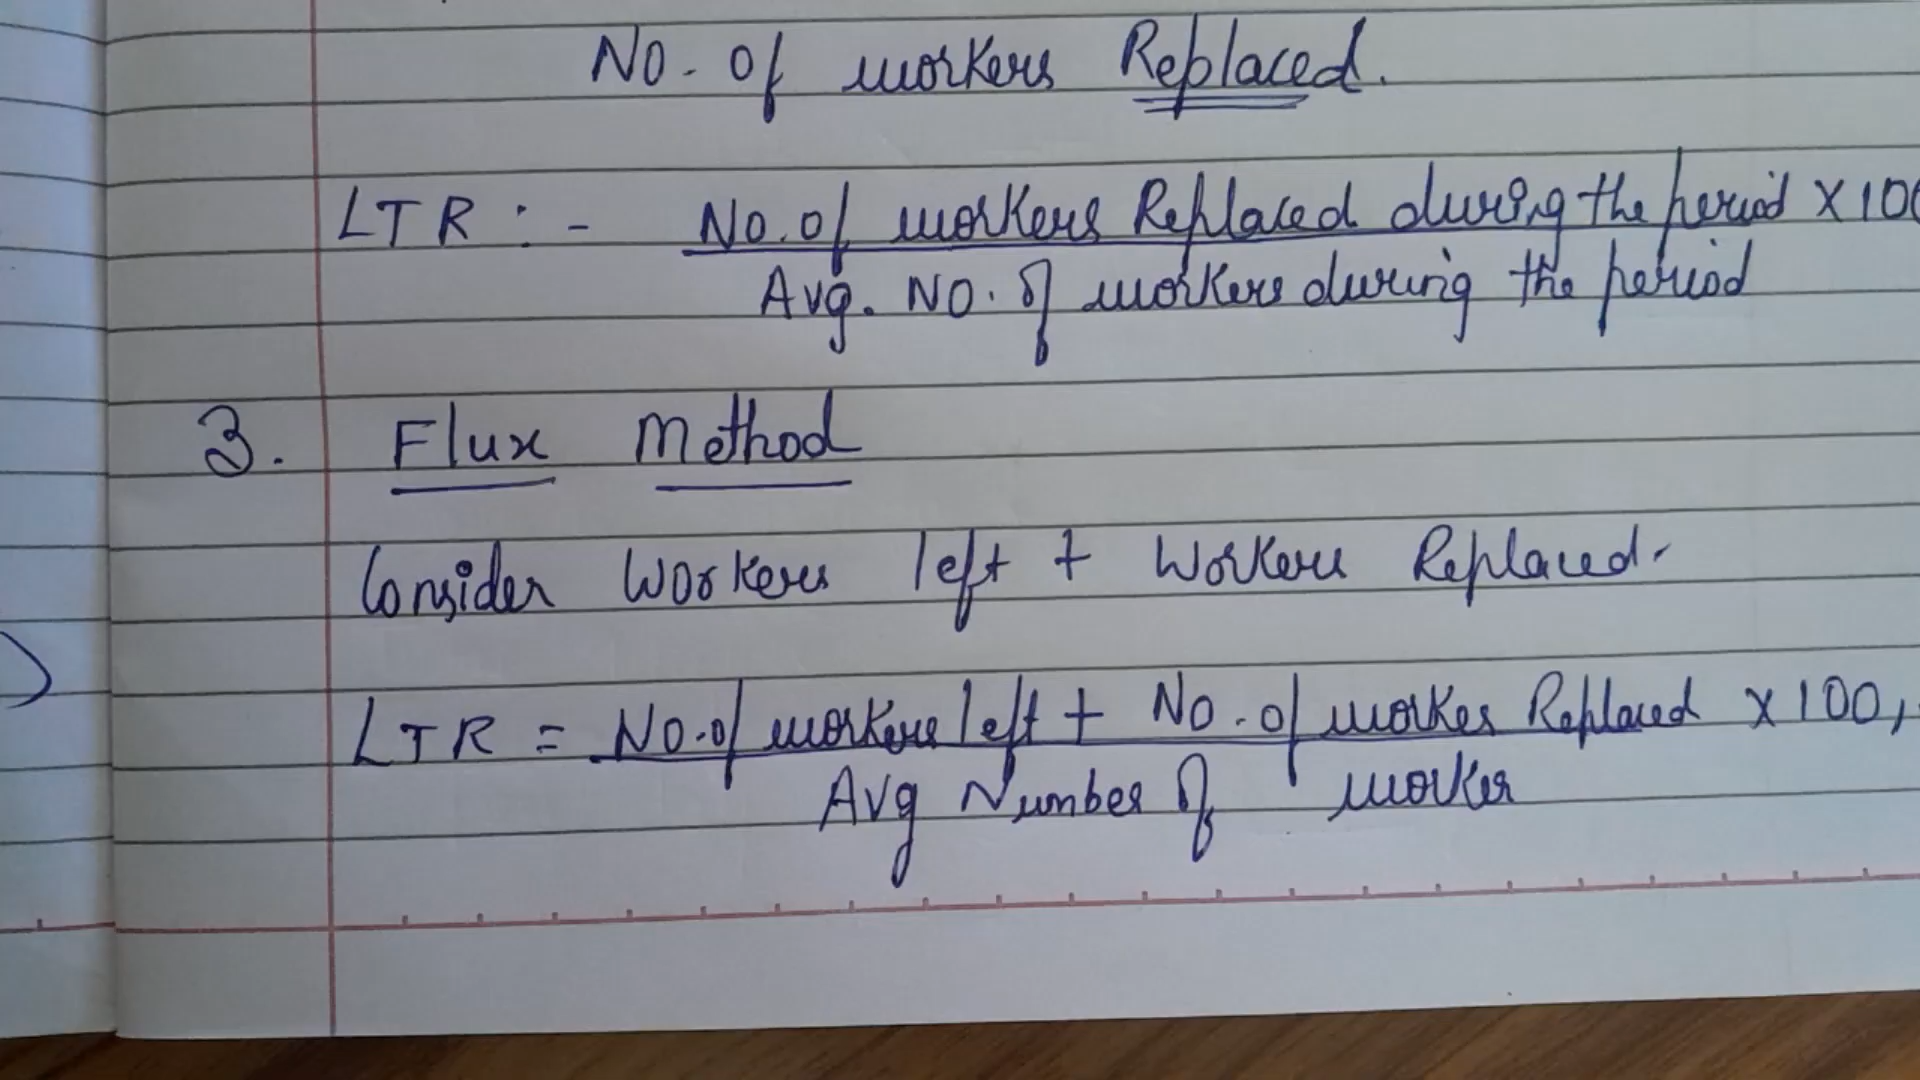 No. of workers Replaced.
LTR :- No. of workers Replaced during the period X 100
Avg. No. of workers during the period
3. Flux Method
Consider Workers left + Workers Replaced.
LTR = No. of workers left + No. of worker Replaced x 100,
Avg Number of worker